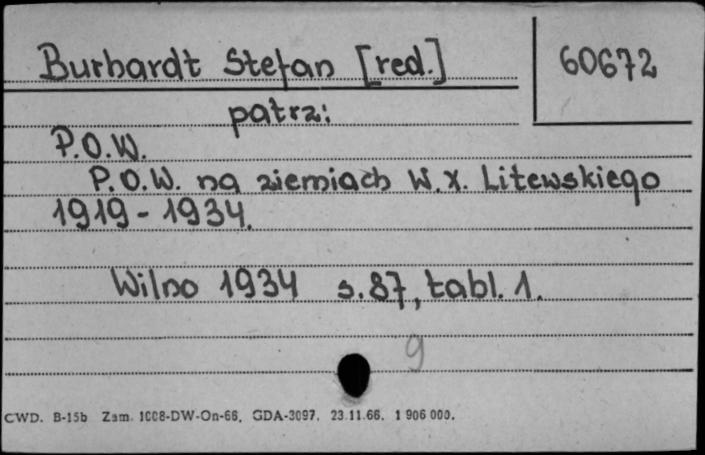 Burhardt Stefan [red.]
60672
patrz:
P.O.W.
P.O.W. na ziemiach W.X. Litewskiego
1919-1934.
Wilno 1934 s.87, tabl. 1.
9
CWD. B-15b Zam. 1008-DW-On-66, GDA-3097. 23.11.66. 1 906 000.